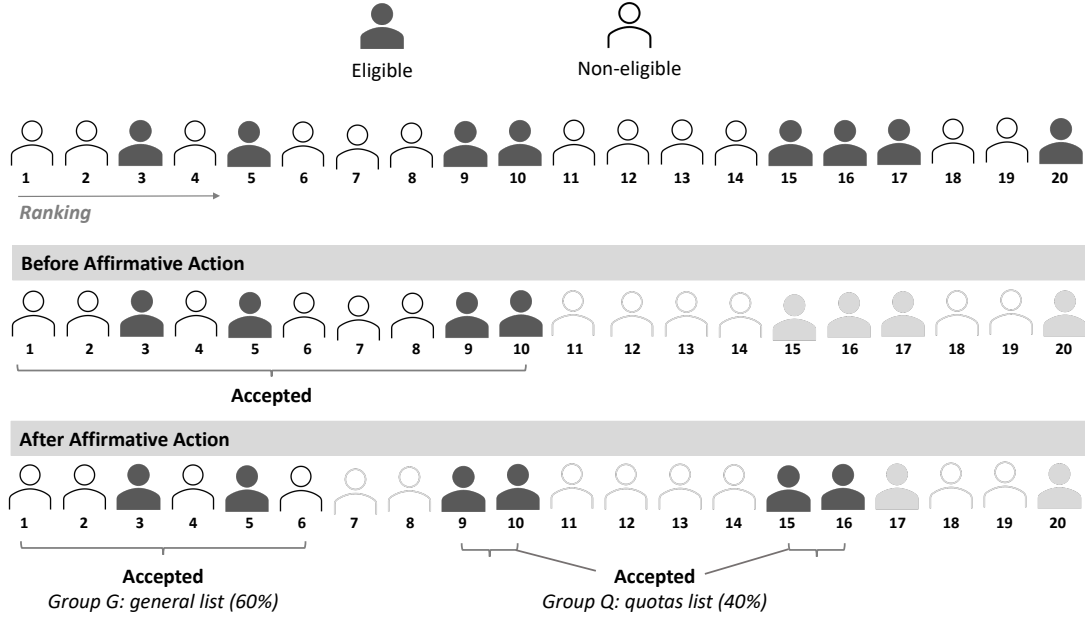 Eligible Non-eligible
1 2 3 4 5 6 7 8 9 10 11 12 13 14 15 16 17 18 19 20
Ranking
Before Affirmative Action
1 2 3 4 5 6 7 8 9 10 11 12 13 14 15 16 17 18 19 20
Accepted
After Affirmative Action
1 2 3 4 5 6 7 8 9 10 11 12 13 14 15 16 17 18 19 20
Accepted Accepted
Group G: general list (60%) Group Q: quotas list (40%)